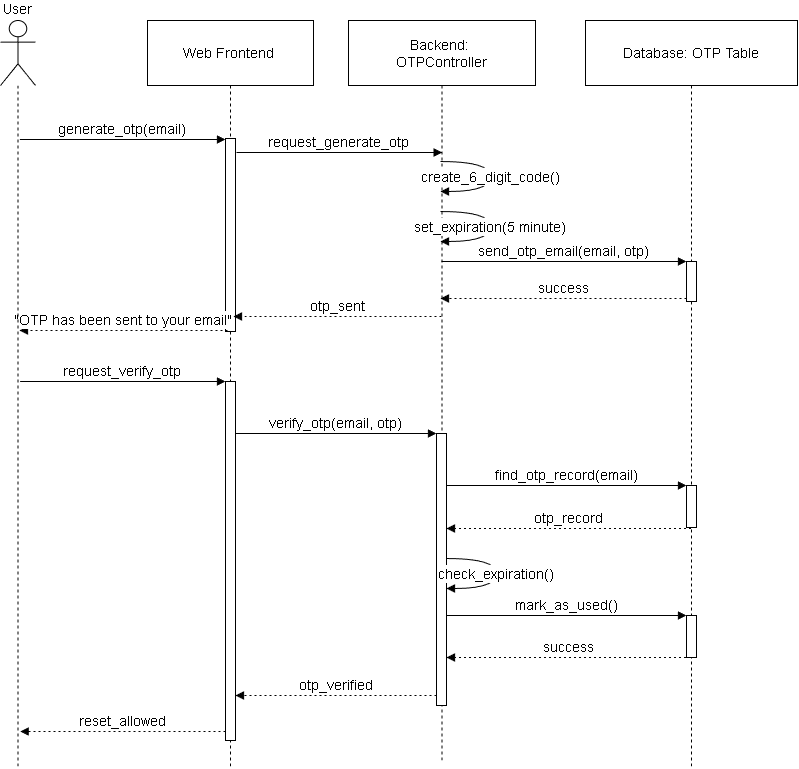 User
Web Frontend
Backend:
OTPController
Database: OTP Table
generate_otp(email)
request_generate_otp
create_6_digit_code()
set_expiration(5 minute)
send_otp_email(email, otp)
success
otp_sent
"OTP has been sent to your email"
request_verify_otp
verify_otp(email, otp)
find_otp_record(email)
otp_record
check_expiration()
mark_as_used()
success
otp_verified
reset_allowed